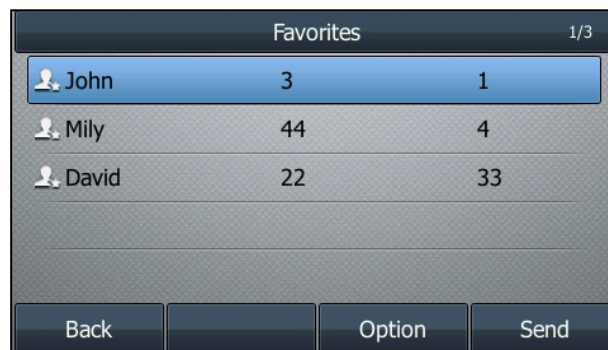 Favorites 1/3
John 3 1
Mily 44 4
David 22 33
Back Option Send